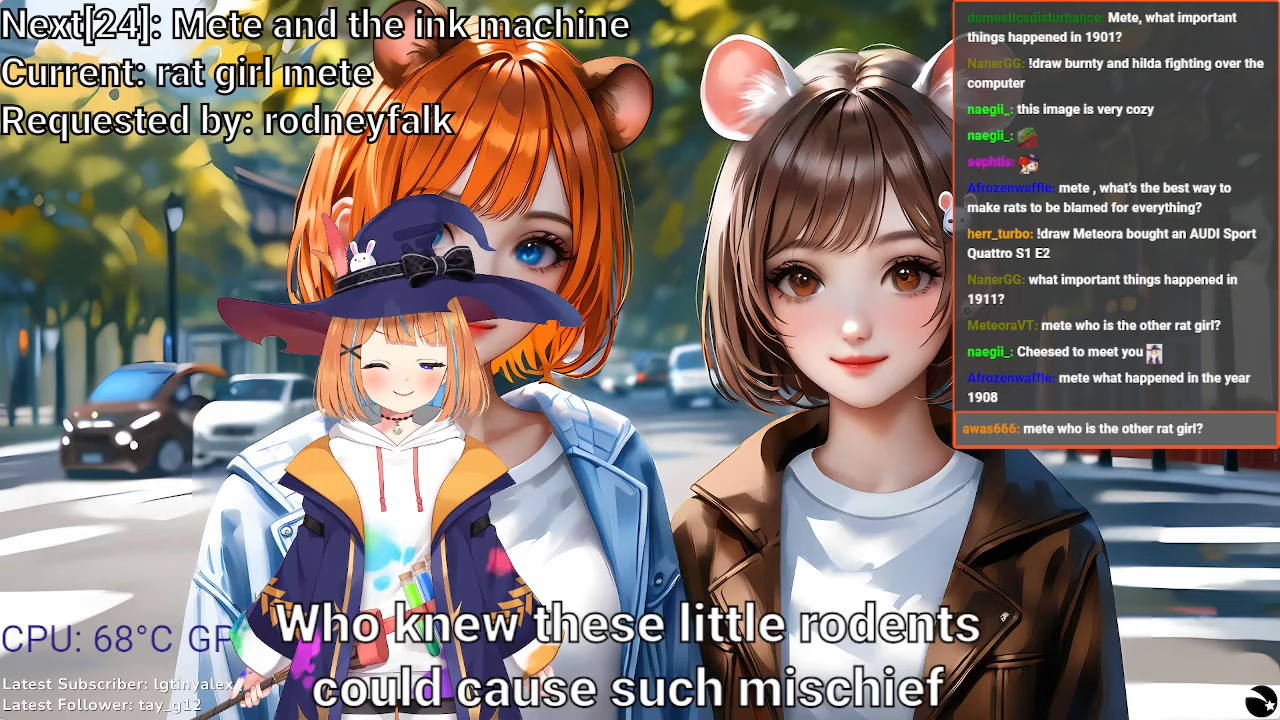 Next[24]: Mete and the ink machine
Current: rat girl mete
Requested by: rodneyfalk
domesticsdisturbance: Mete, what important
things happened in 1901?
NanerGG: !draw burnty and hilda fighting over the
computer
naegii_: this image is very cozy
naegii_:
sephtis:
Afrozenwaffle: mete , what's the best way to
make rats to be blamed for everything?
herr_turbo: !draw Meteora bought an AUDI Sport
Quattro S1 E2
NanerGG: what important things happened in
1911?
MeteoraVT: mete who is the other rat girl?
naegii_: Cheesed to meet you
Afrozenwaffle: mete what happened in the year
1908
awas666: mete who is the other rat girl?
Who knew these little rodents
could cause such mischief
CPU: 68°C GP
Latest Subscriber: lgtinyalex
Latest Follower: tay_g12